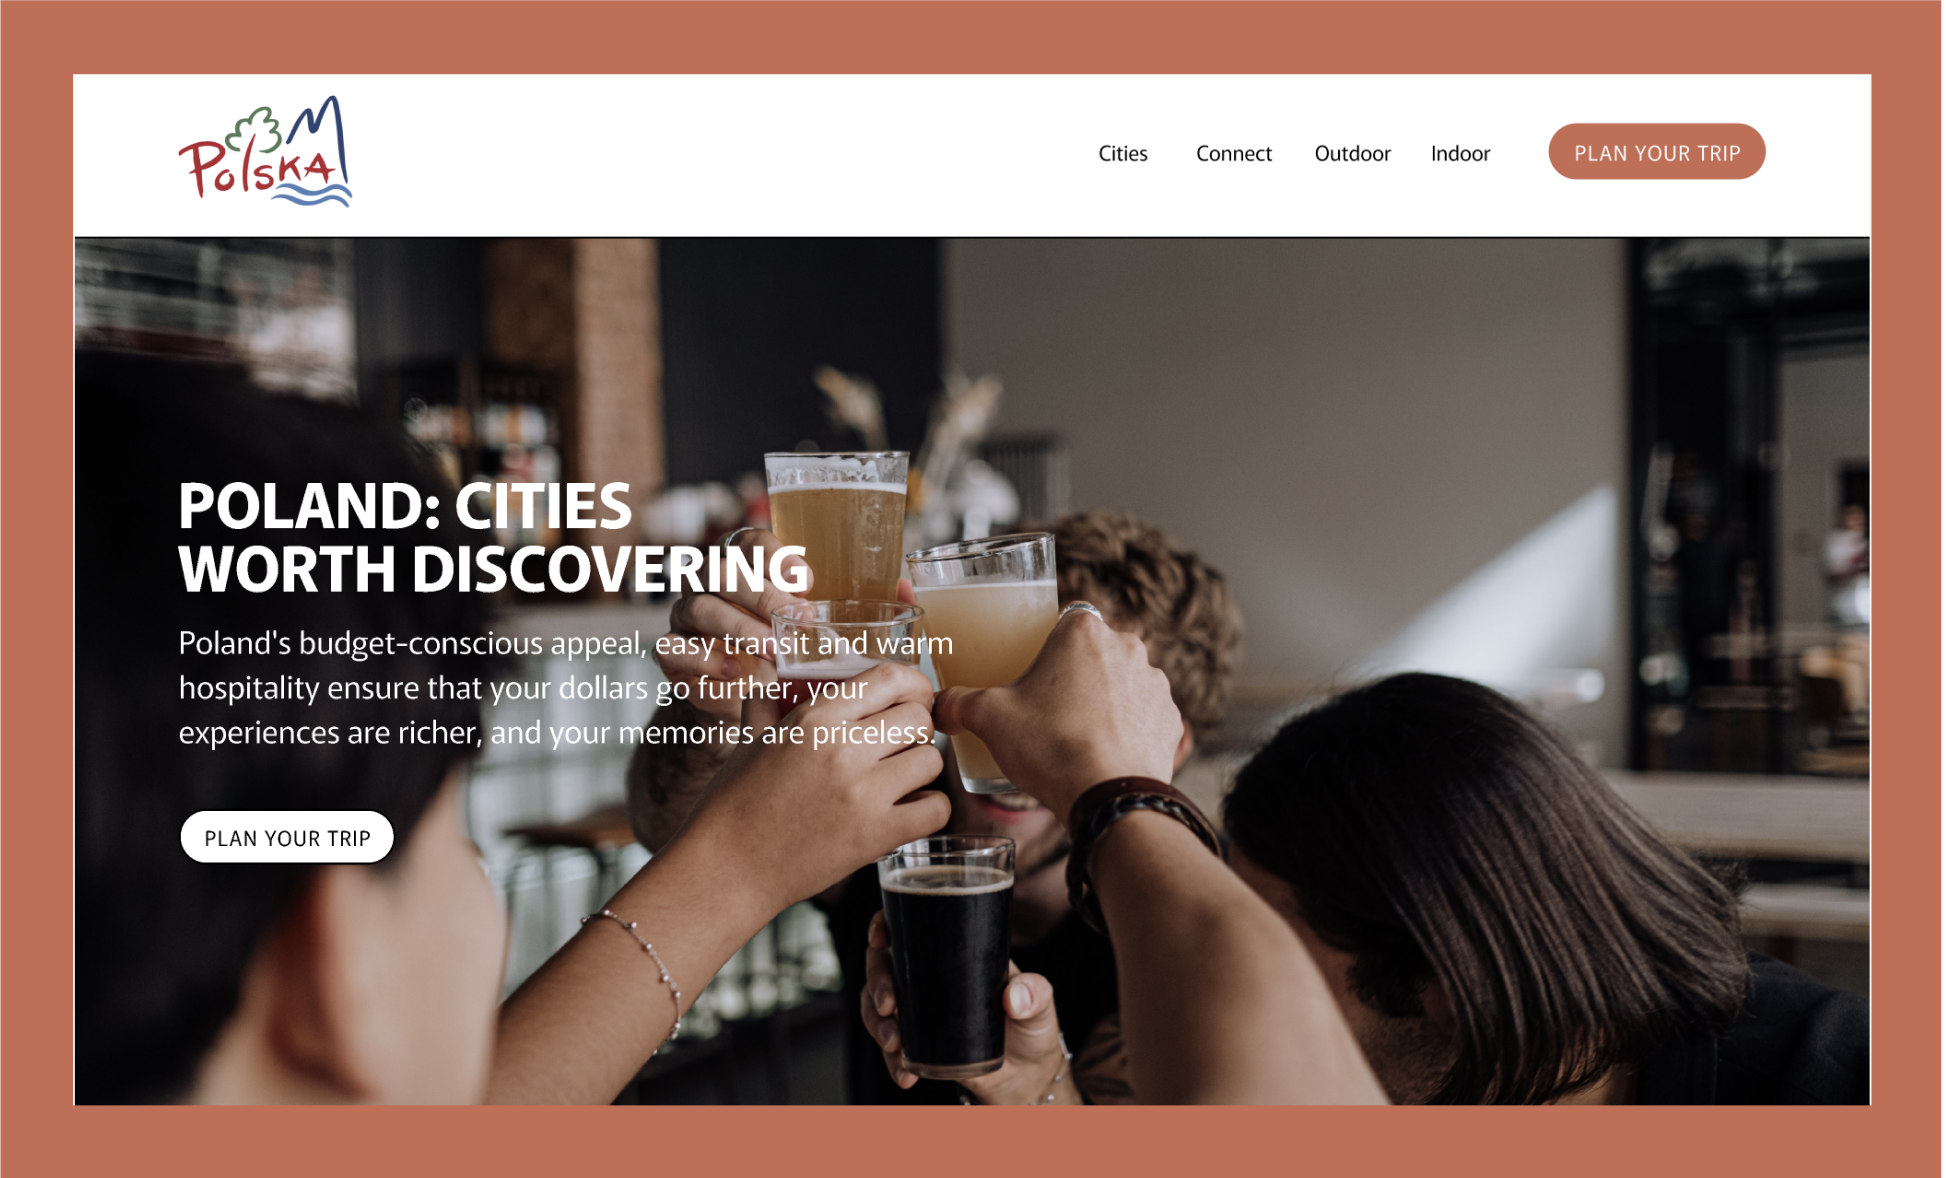 POLSKA
Cities Connect Outdoor Indoor PLAN YOUR TRIP
POLAND: CITIES
WORTH DISCOVERING
Poland's budget-conscious appeal, easy transit and warm
hospitality ensure that your dollars go further, your
experiences are richer, and your memories are priceless.
PLAN YOUR TRIP